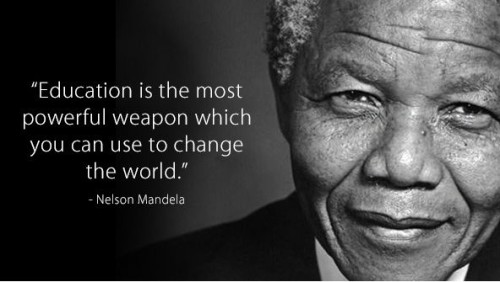 “Education is the most
powerful weapon which
you can use to change
the world.”
- Nelson Mandela